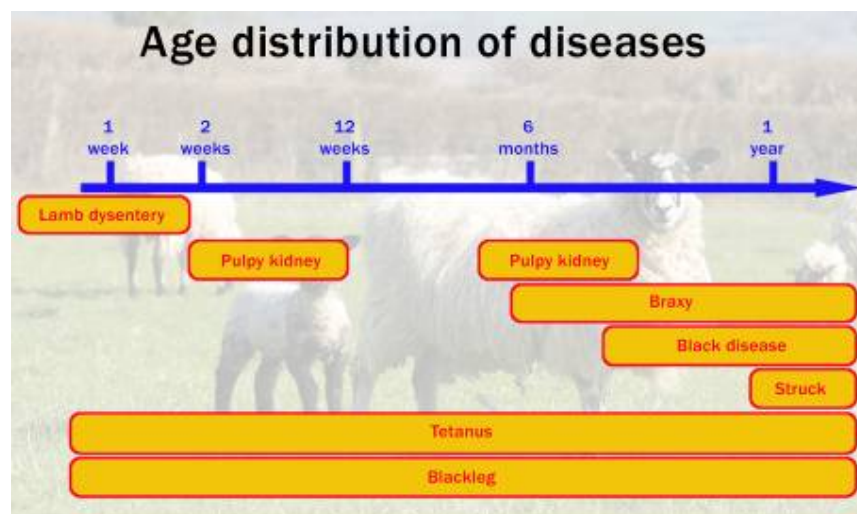 Age distribution of diseases
1 2 12 6 1
week weeks weeks months year
Lamb dysentery
Pulpy kidney Pulpy kidney
Braxy
Black disease
Struck
Tetanus
Blackleg